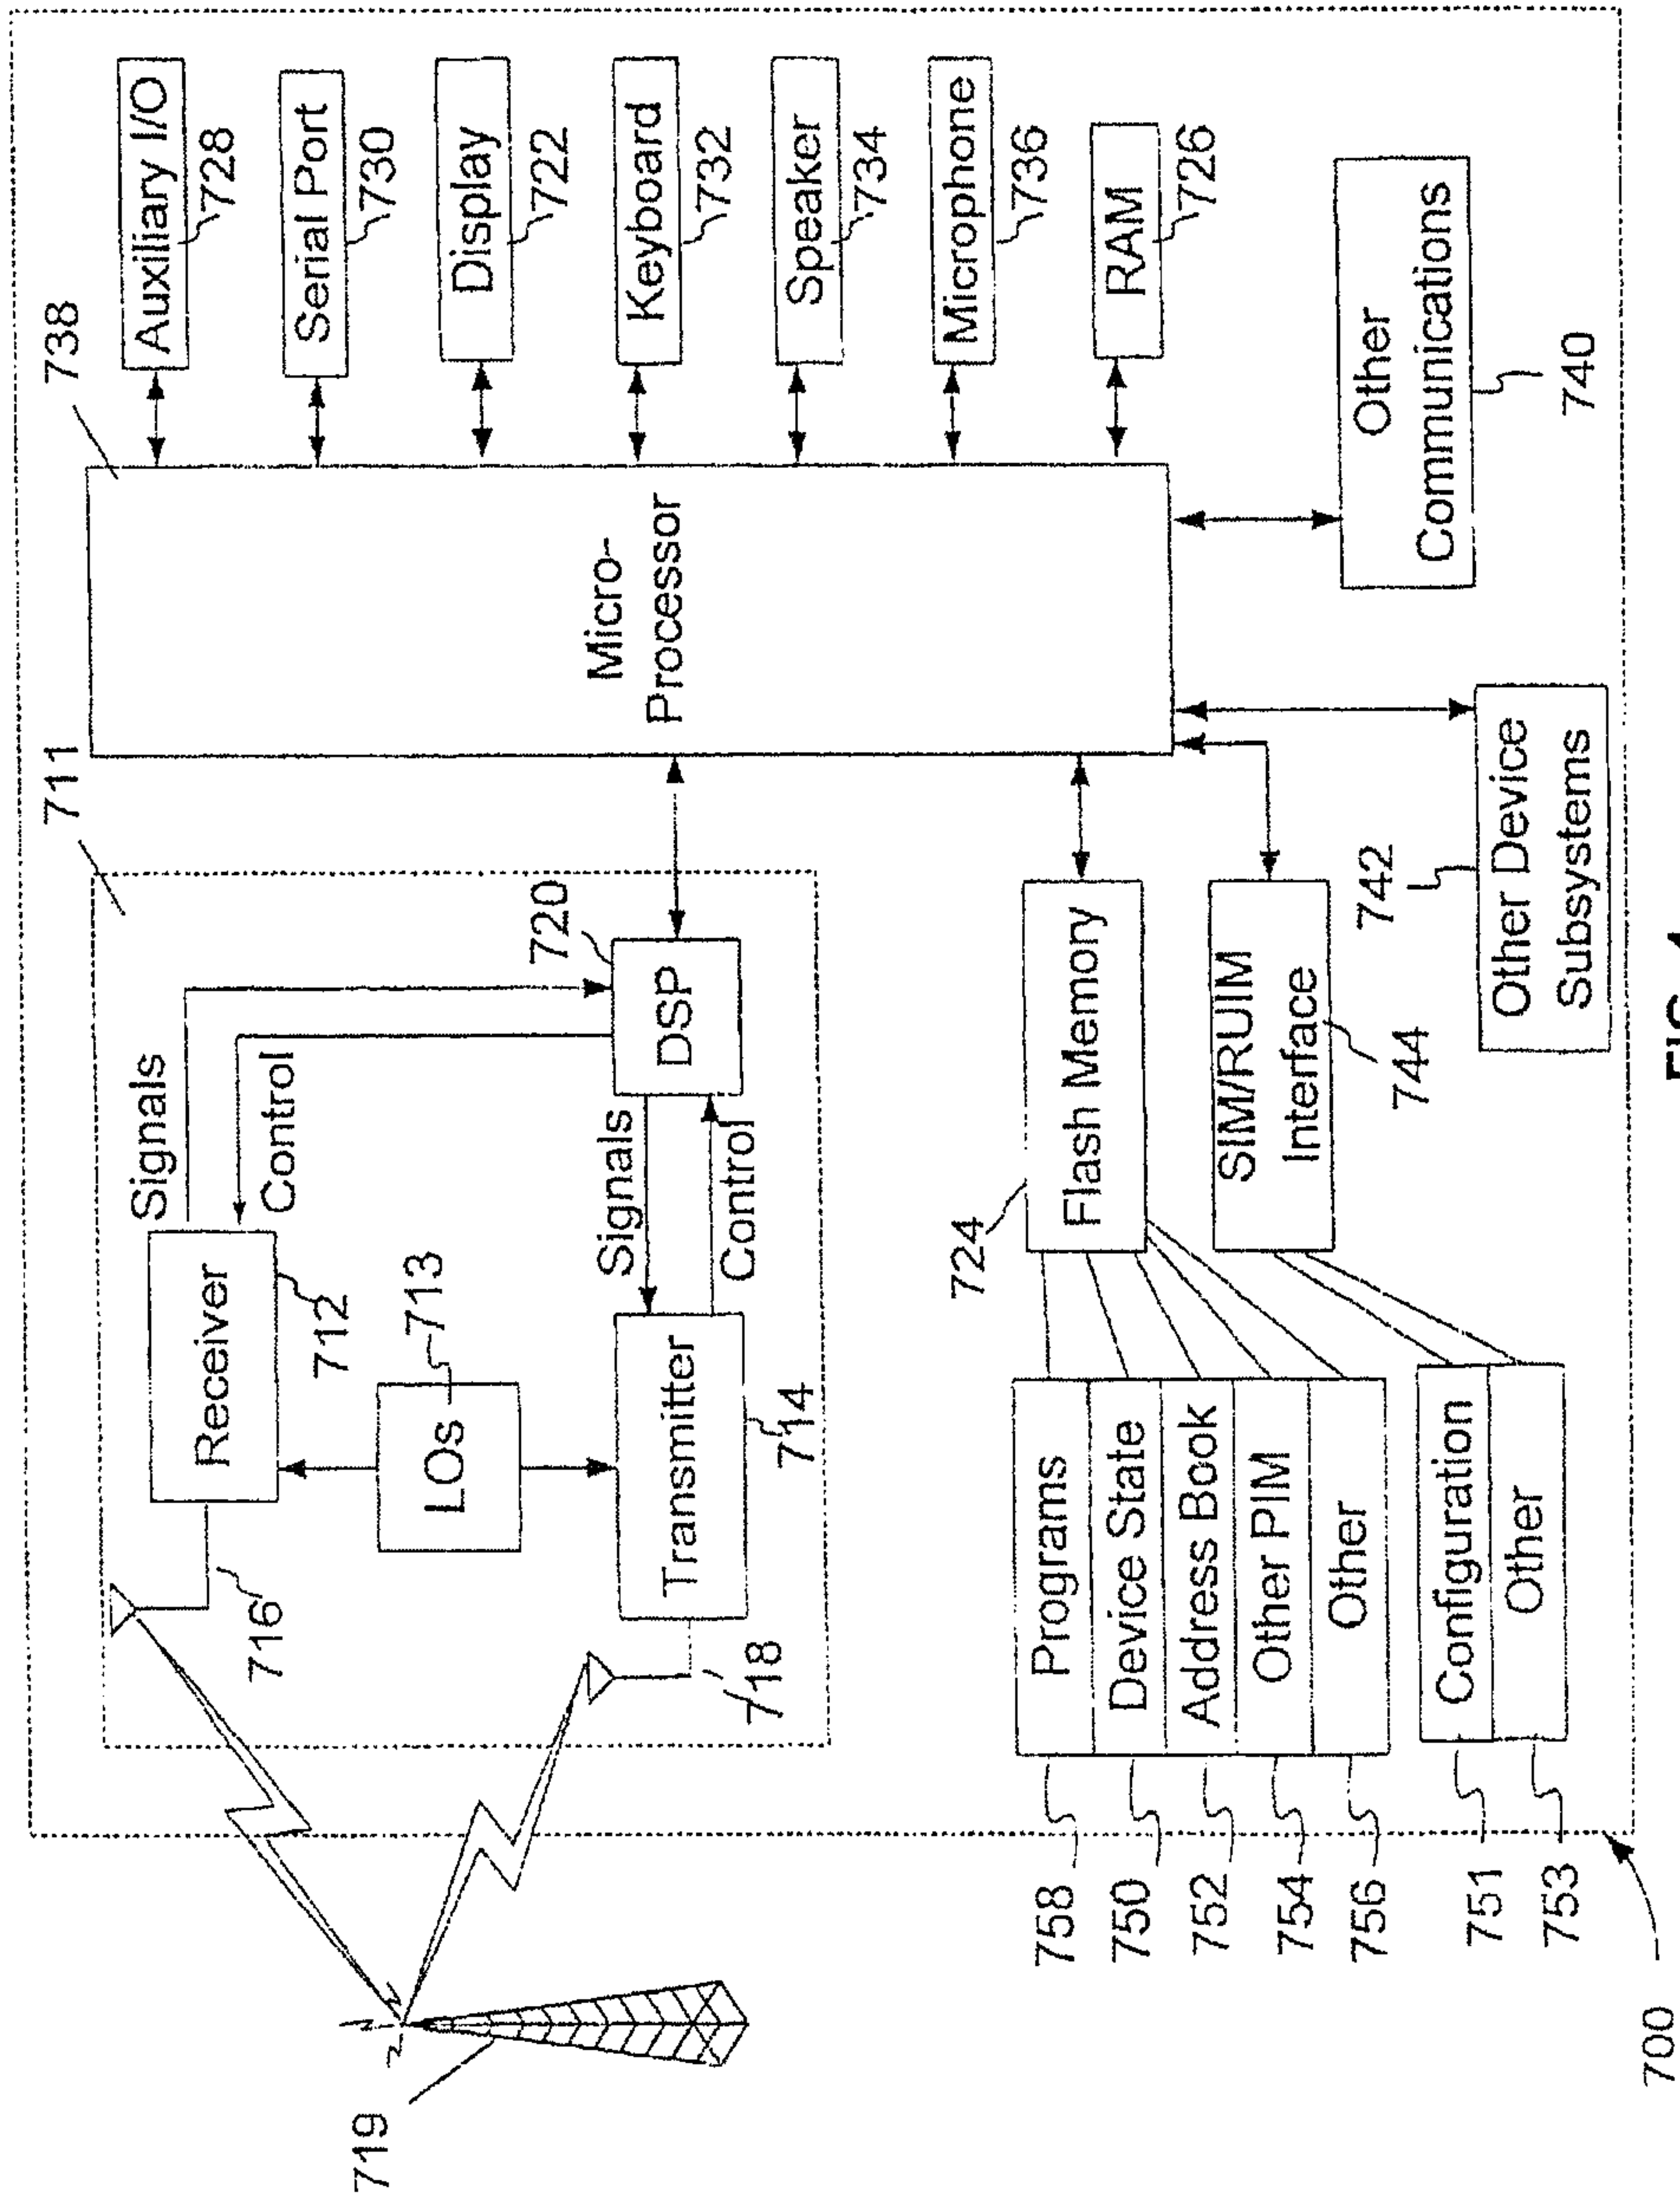 738
Auxiliary I/O
728
Serial Port
730
Display
722
Keyboard
732
Speaker
734
Microphone
736
RAM
726
Micro-
Processor
Other
Communications
740
711
Signals
Control
Receiver
712
716
LOs
713
720
DSP
Signals
Control
Transmitter
714
718
719
724
Flash Memory
SIM/RUIM
Interface
744
742
Other Device
Subsystems
Programs
Device State
Address Book
Other PIM
Other
Configuration
Other
758
750
752
754
756
751
753
700